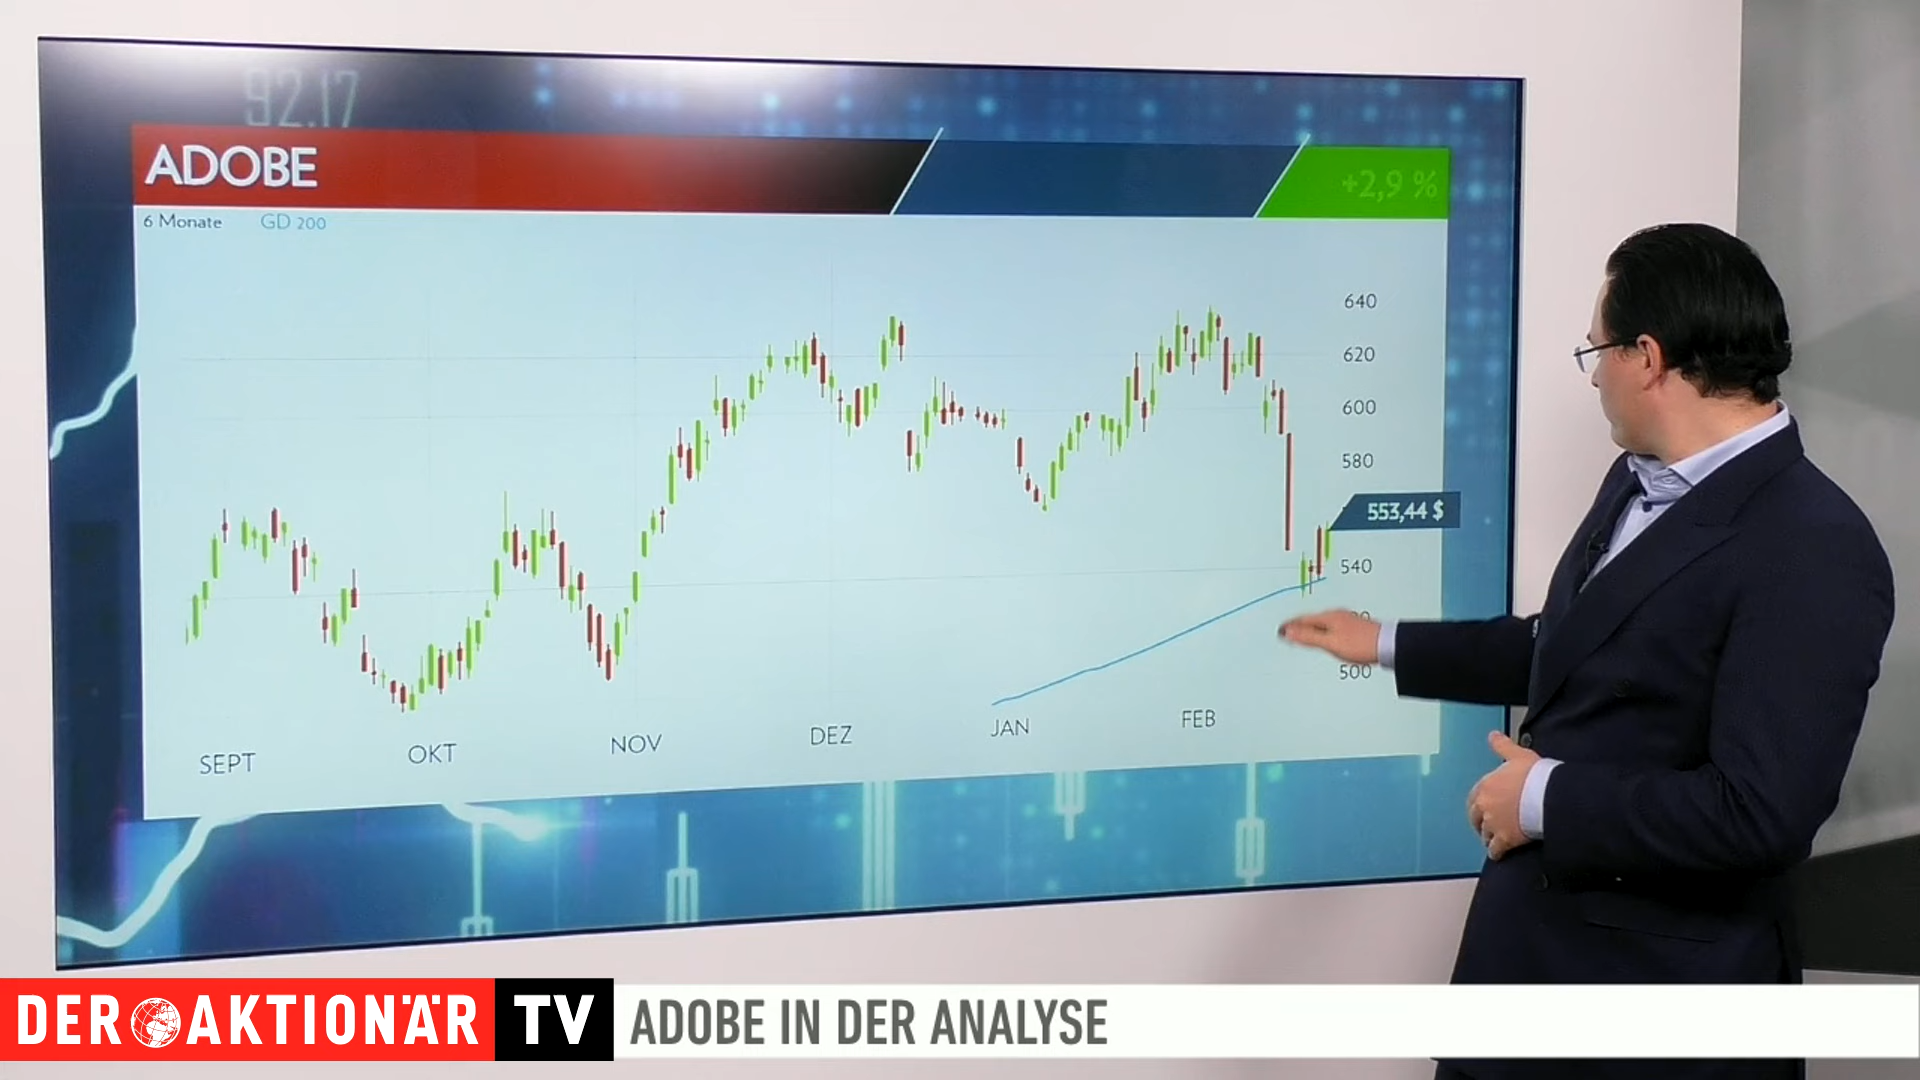 92.17
ADOBE
+2,9 %
6 Monate GD 200
640
620
600
580
553,44 $
540
500
SEPT OKT NOV DEZ JAN FEB
DER AKTIONÄR TV
ADOBE IN DER ANALYSE